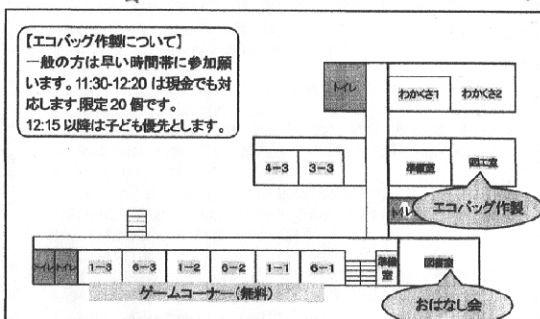 【エコバッグ作製について】
一般の方は早い時間帯に参加願
います。11:30-12:20 は現金でも対
応します。限定 20 個です。
12:15 以降は子ども優先とします。
トイレ
わかくさ1
わかくさ2
4-3
3-3
準備室
図工室
トイレ
エコバッグ作製
トイレ
トイレ
1-3
6-3
1-2
6-2
1-1
6-1
準備
室
図書室
ゲームコーナー(無料)
おはなし会